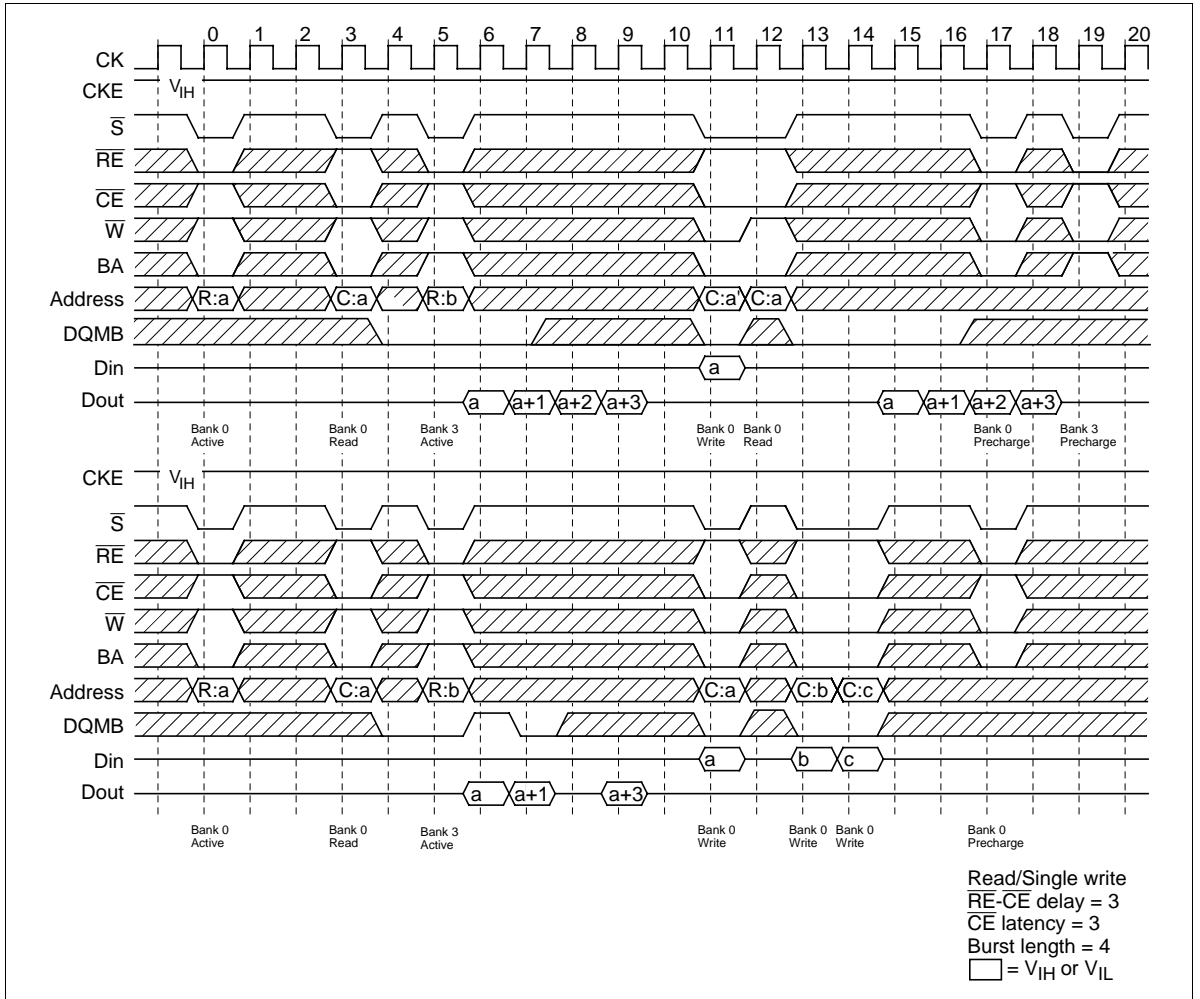 0 1 2 3 4 5 6 7 8 9 10 11 12 13 14 15 16 17 18 19 20
CK
CKE VIH
S
RE
CE
W
BA
Address R:a C:a R:b C:a' C:a
DQMB
Din a
Dout a a+1 a+2 a+3 a a+1 a+2 a+3
Bank 0 Bank 0 Bank 3 Bank 0 Bank 0 Bank 0 Bank 3
Active Read Active Write Read Precharge Precharge
CKE VIH
S
RE
CE
W
BA
Address R:a C:a R:b C:a C:b C:c
DQMB
Din a b c
Dout a a+1 a+3
Bank 0 Bank 0 Bank 3 Bank 0 Bank 0 Bank 0 Bank 0
Active Read Active Write Write Write Precharge
Read/Single write
RE-CE delay = 3
CE latency = 3
Burst length = 4
= VIH or VIL